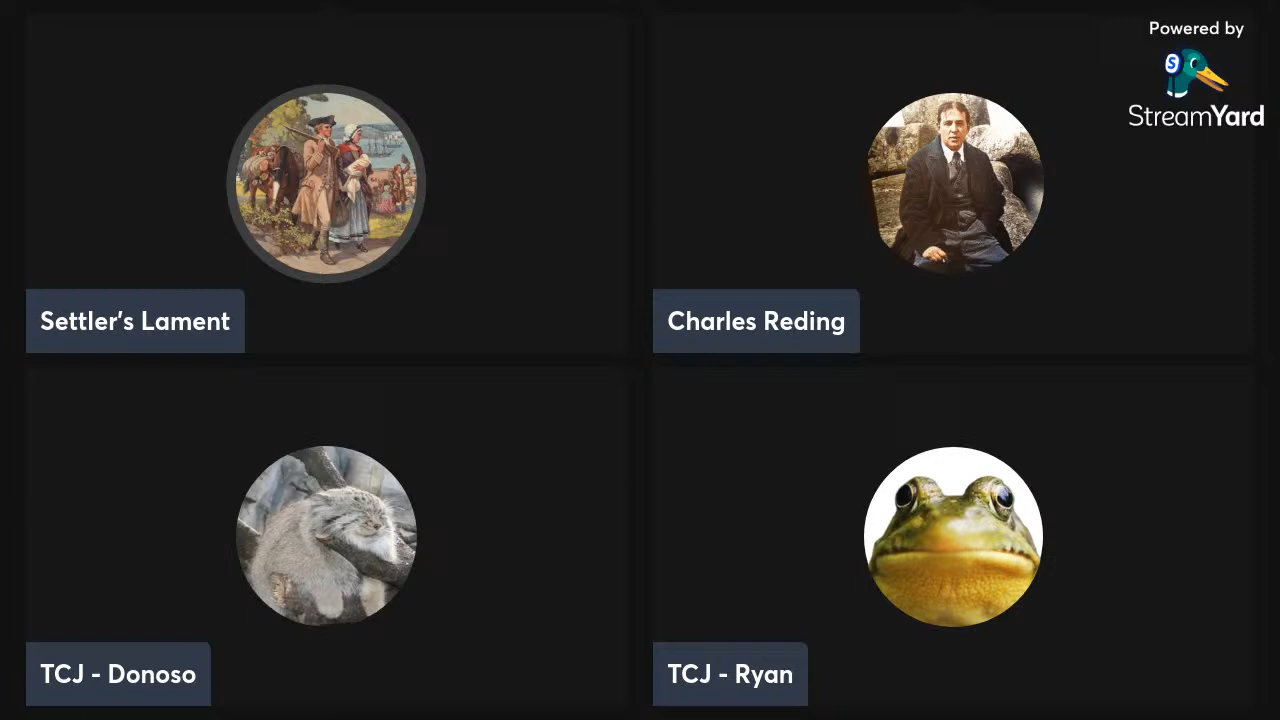 Powered by
StreamYard
Settler's Lament
Charles Reding
TCJ - Donoso
TCJ - Ryan